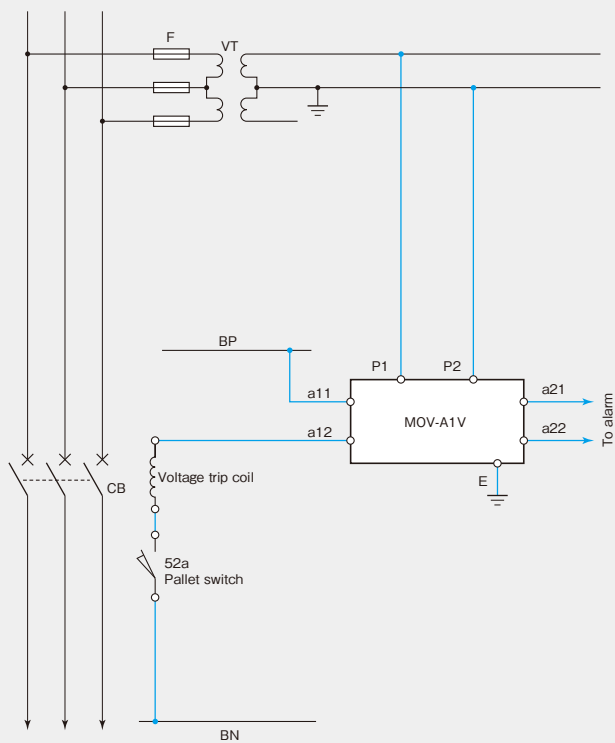 F
VT
BP
P1
P2
a11
a21
MOV-A1V
a12
a22
To alarm
E
Voltage trip coil
CB
52a
Pallet switch
BN